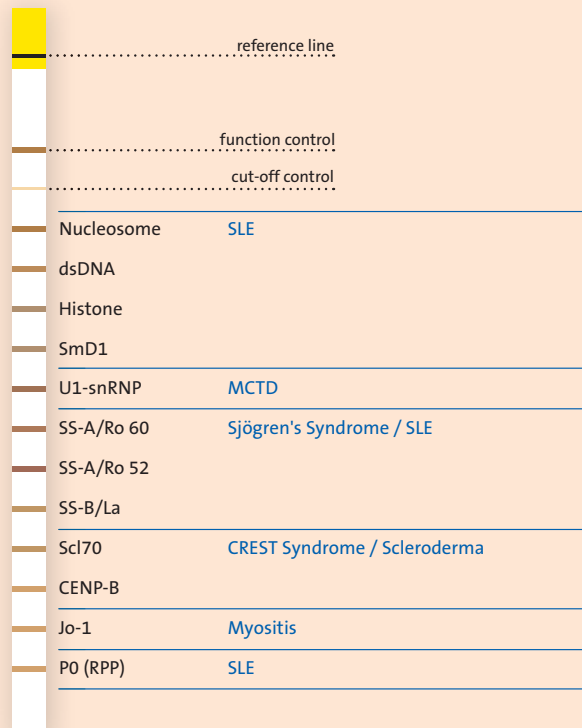 reference line
function control
cut-off control
Nucleosome SLE
dsDNA
Histone
SmD1
U1-snRNP MCTD
SS-A/Ro 60 Sjögren's Syndrome / SLE
SS-A/Ro 52
SS-B/La
Scl70 CREST Syndrome / Scleroderma
CENP-B
Jo-1 Myositis
P0 (RPP) SLE